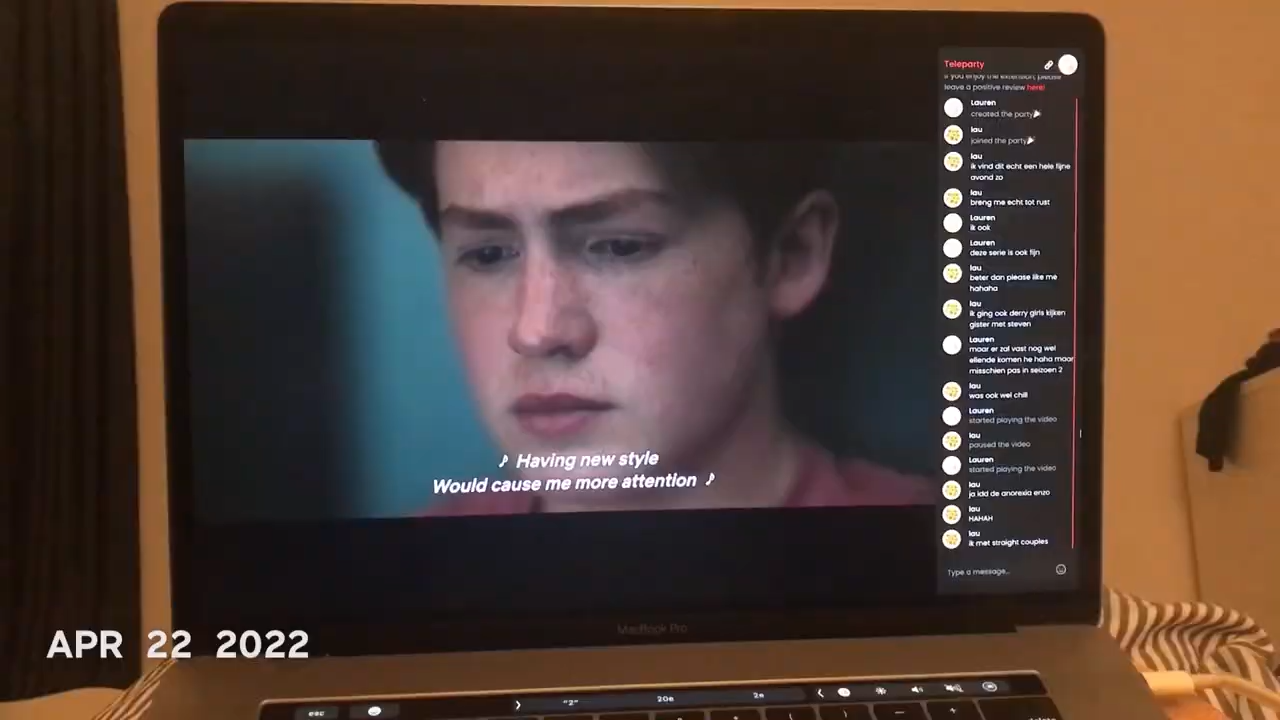 Teleparty
if you enjoy the extension, please
leave a positive review here!
Lauren
created the party
lau
joined the party
lau
ik vind dit echt een hele fijne
avond zo
lau
breng me echt tot rust
Lauren
ik ook
Lauren
deze serie is ook fijn
lau
beter dan please like me
hahaha
lau
ik ging ook derry girls kijken
gister met steven
Lauren
moar er zal vast nog wel
ellende komen he haha maar
misschien pas in seizoen 2
lau
was ook wel chill
Lauren
started playing the video
lau
paused the video
Lauren
started playing the video
lau
ja idd de anorexia enzo
lau
HAHAH
lau
ik met straight couples
Type a message...
♪ Having new style
Would cause me more attention ♪
MacBook Pro
APR 22 2022
esc
"2"
20e
2e
delete